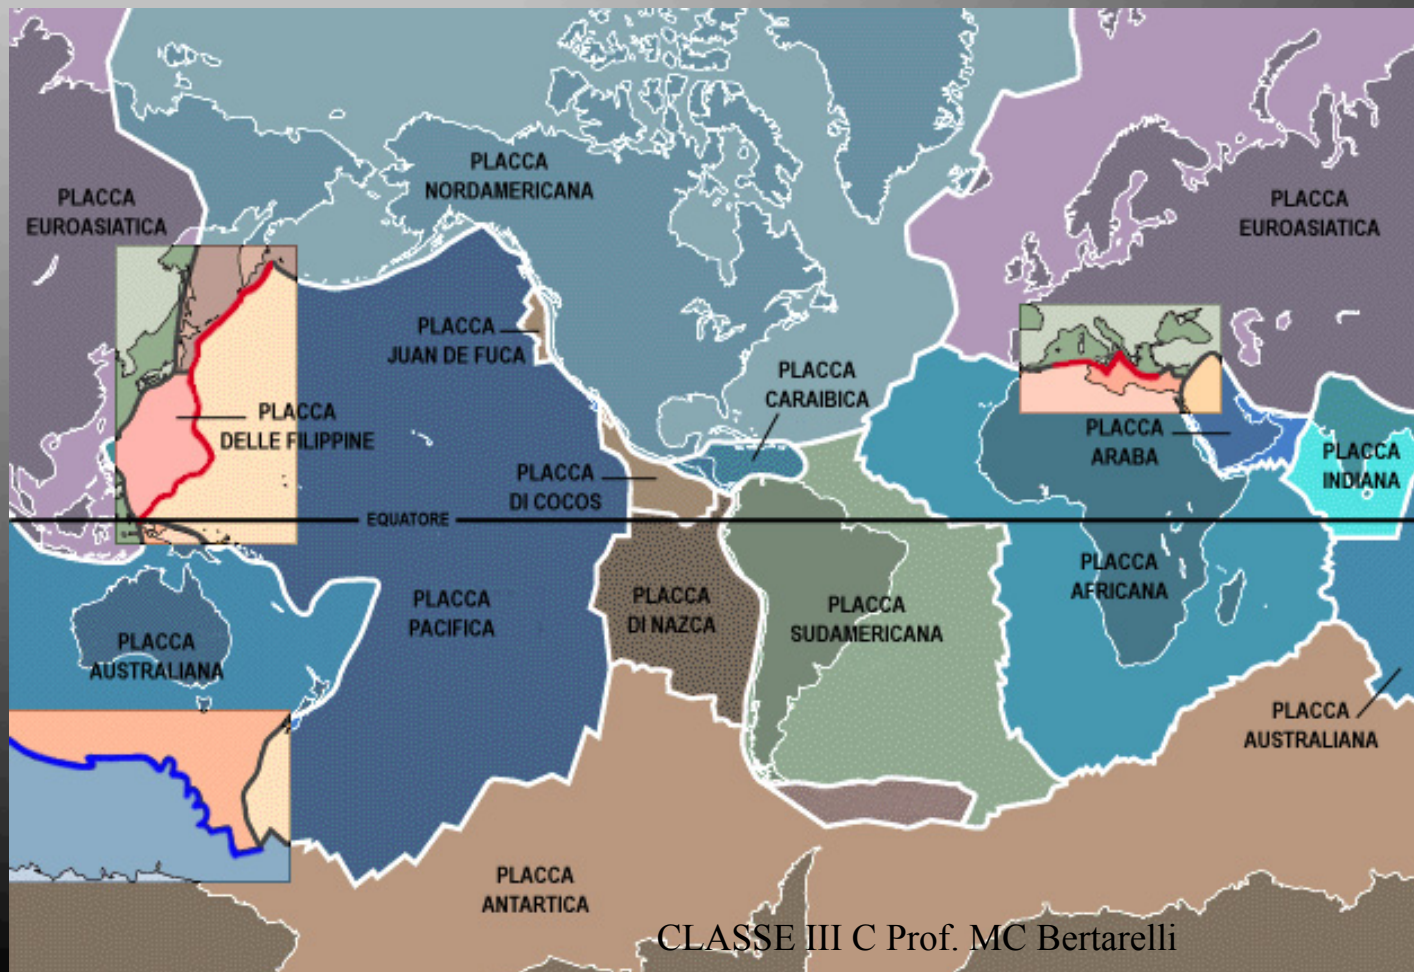 PLACCA
NORDAMERICANA
PLACCA
EUROASIATICA
PLACCA
EUROASIATICA
PLACCA
JUAN DE FUCA
PLACCA
CARAIBICA
PLACCA
DELLE FILIPPINE
PLACCA
ARABA
PLACCA
INDIANA
PLACCA
DI COCOS
EQUATORE
PLACCA
AFRICANA
PLACCA
PACIFICA
PLACCA
DI NAZCA
PLACCA
SUDAMERICANA
PLACCA
AUSTRALIANA
PLACCA
AUSTRALIANA
PLACCA
ANTARTICA
CLASSE III C Prof. MC Bertarelli